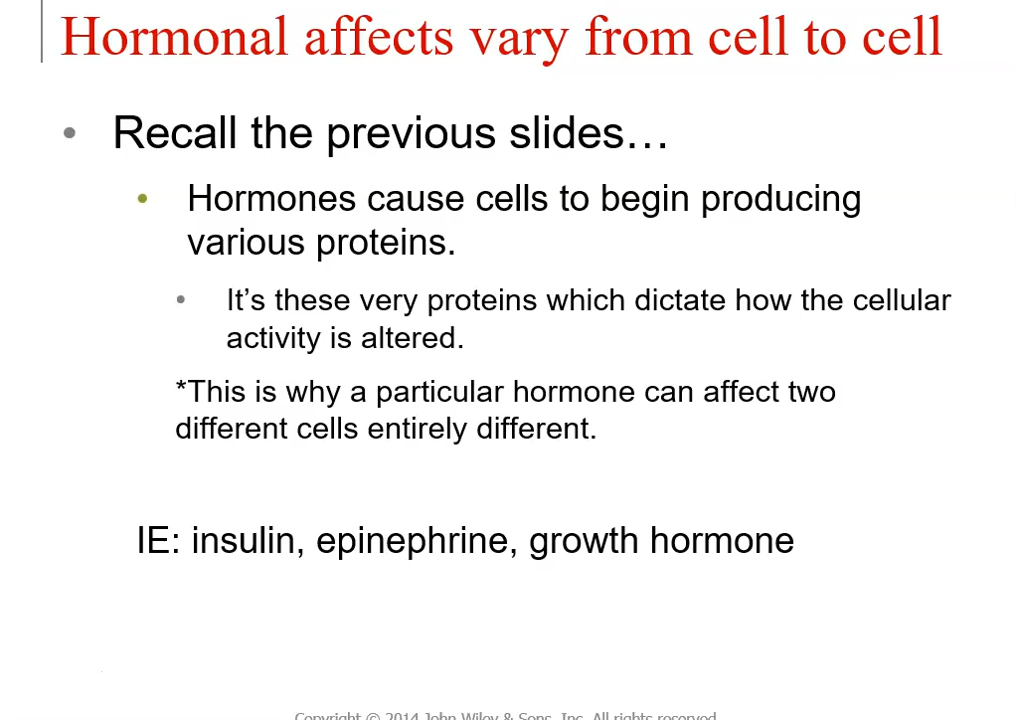 Hormonal affects vary from cell to cell
• Recall the previous slides…
• Hormones cause cells to begin producing
various proteins.
• It’s these very proteins which dictate how the cellular
activity is altered.
*This is why a particular hormone can affect two
different cells entirely different.
IE: insulin, epinephrine, growth hormone
Copyright © 2014 John Wiley & Sons, Inc. All rights reserved.